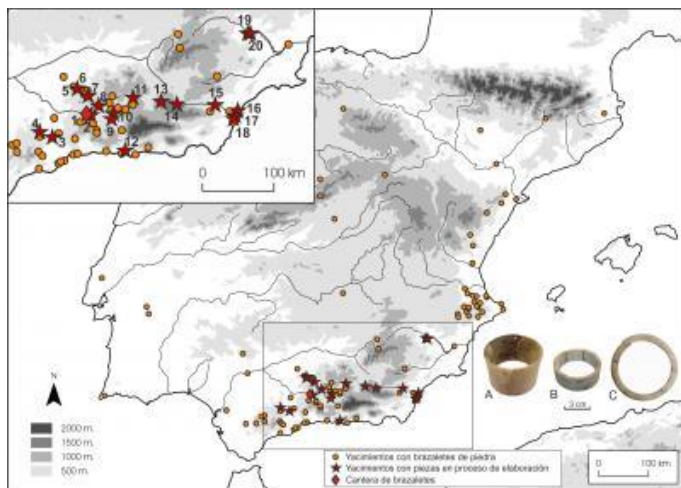 19
20
6
5
7
8
11
13
14
15
16
17
18
4
3
2
10
9
12
0 100 km
N
2000 m.
1500 m.
1000 m.
500 m.
A B C
3 cm
Yacimientos con brazaletes de piedra
Yacimientos con piezas en proceso de elaboración
Cantera de brazaletes
0 100 km